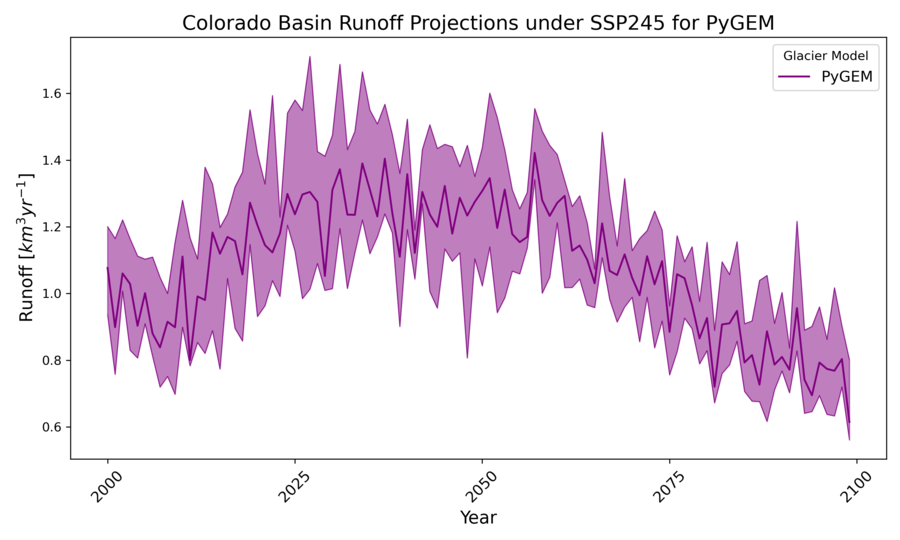 Colorado Basin Runoff Projections under SSP245 for PyGEM
Glacier Model
PyGEM
Runoff [km³yr⁻¹]
1.6
1.4
1.2
1.0
0.8
0.6
2000
2025
2050
2075
2100
Year